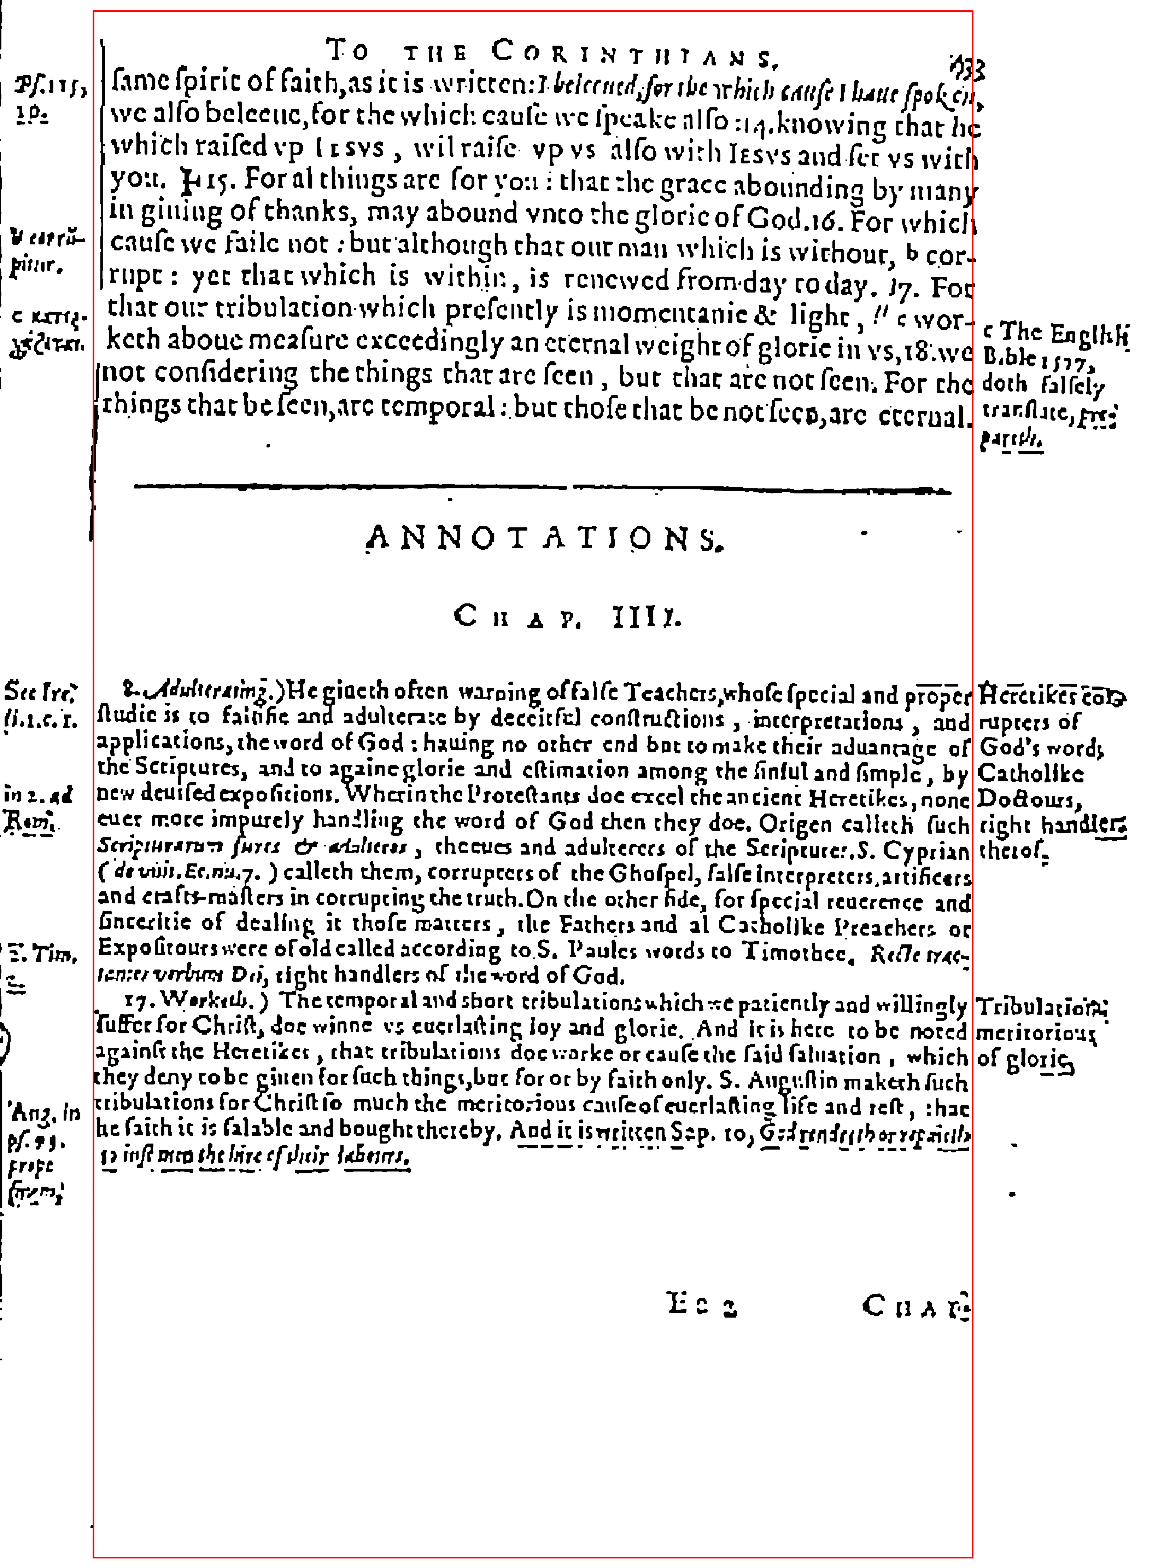 TO THE CORINTHIANS.
ſame ſpirit of faith, as it is written: I beleeued, for the which cauſe I haue ſpoken,
we alſo beleeue, for the which cauſe we ſpeake alſo: 14. knowing that he
which raiſed vp IESVS, wil raiſe vp vs alſo with IESVS and ſet vs with
you. 15. For al things are for you: that the grace abounding by many
in giuing of thanks, may abound vnto the glorie of God. 16. For which
cauſe we faile not: but although that our man which is without, b cor-
rupt: yet that which is within, is renewed from day to day. 17. For
that our tribulation which preſently is momentanie & light, " c wor-
keth aboue meaſure exceedingly an eternal weight of glorie in vs, 18. we
not conſidering the things that are ſeen, but that are not ſeen. For the
things that be ſeen, are temporal: but thoſe that be not ſeen, are eternal.
Pſ. 115,
10.
c The Engliſh
Bible 1577,
doth falſely
tranſlate,
ANNOTATIONS.
CHAP. IIII.
2. Adulterating.) He giueth often warning of falſe Teachers, whoſe ſpecial and proper
ſtudie is to falſifie and adulterate by deceitful conſtructions, interpretations, and
applications, the word of God: hauing no other end but to make their aduantage of
the Scriptures, and to againe glorie and eſtimation among the ſinful and ſimple, by
new deuiſed expoſitions. Wherin the Proteſtants doe excel the ancient Heretikes, none
euer more impurely handling the word of God then they doe. Origen calleth ſuch
Scripturarum fures & adulteros, theeues and adulterers of the Scriptures. S. Cyprian
(de vnit. Ec. nu. 7.) calleth them, corrupters of the Ghoſpel, falſe interpreters, artificers
and crafts-maſters in corrupting the truth. On the other ſide, for ſpecial reuerence and
ſinceritie of dealing in thoſe matters, the Fathers and al Catholike Preachers or
Expoſitours were of old called according to S. Paules words to Timothee, Recte trac-
tantes verbum Dei, right handlers of the word of God.
17. Worketh.) The temporal and short tribulations which we patiently and willingly
ſuffer for Chriſt, doe winne vs euerlaſting ioy and glorie. And it is here to be noted
againſt the Heretikes, that tribulations doe worke or cauſe the ſaid ſaluation, which
they deny to be giuen for ſuch things, but for or by faith only. S. Auguſtin maketh ſuch
tribulations for Chriſt ſo much the meritorious cauſe of euerlaſting life and reſt, that
he ſaith it is ſalable and bought thereby. And it is written Sap. 10, God rendreth or repaieth
to iuſt men the hire of their labours.
See Ire.
li. 1. c. 1.
in 2. ad
Rom.
2. Tim.
2.
Aug. in
pſ. 93.
prope
finem.
Heretikes cor-
rupters of
God's word;
Catholike
Doctours,
right handlers
therof.
Tribulations
meritorious
of glorie,
Ee 2 CHAP.